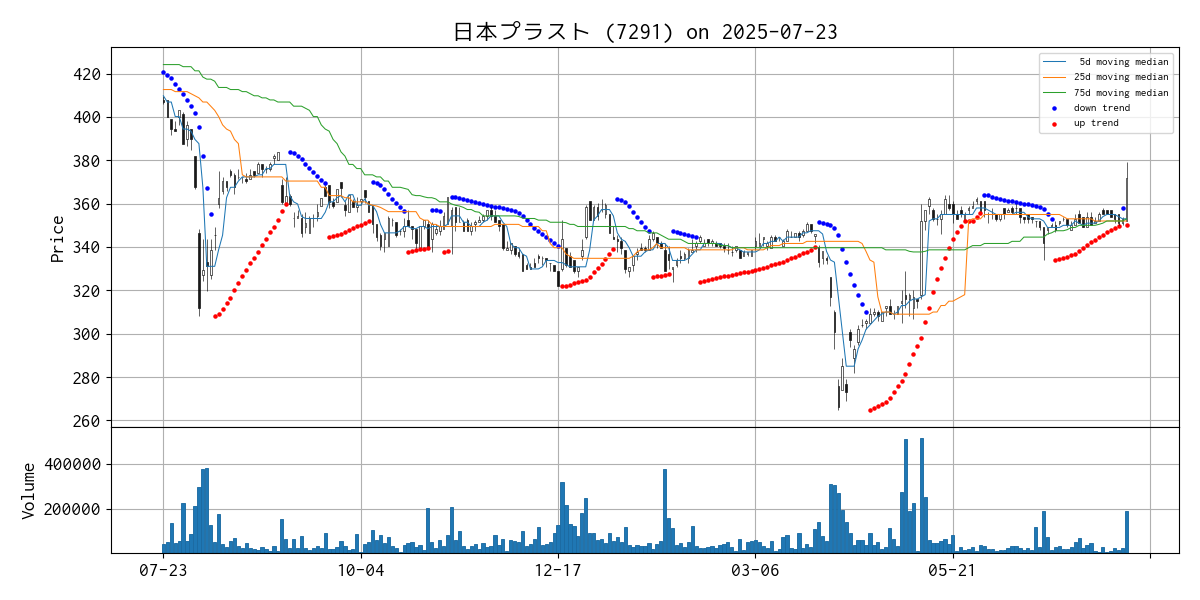 日本プラスト (7291) on 2025-07-23
5d moving median
25d moving median
75d moving median
down trend
up trend
Price
420
400
380
360
340
320
300
280
260
Volume
400000
200000
07-23
10-04
12-17
03-06
05-21